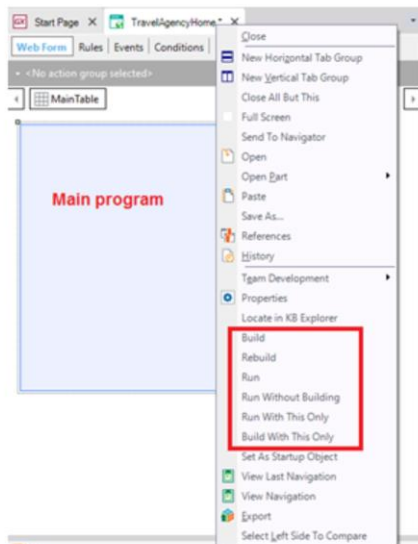 Start Page
TravelAgencyHome *
Web Form Rules Events Conditions
<No action group selected>
MainTable
Main program
Close
New Horizontal Tab Group
New Vertical Tab Group
Close All But This
Full Screen
Send To Navigator
Open
Open Part
Paste
Save As...
References
History
Team Development
Properties
Locate in KB Explorer
Build
Rebuild
Run
Run Without Building
Run With This Only
Build With This Only
Set As Startup Object
View Last Navigation
View Navigation
Export
Select Left Side To Compare